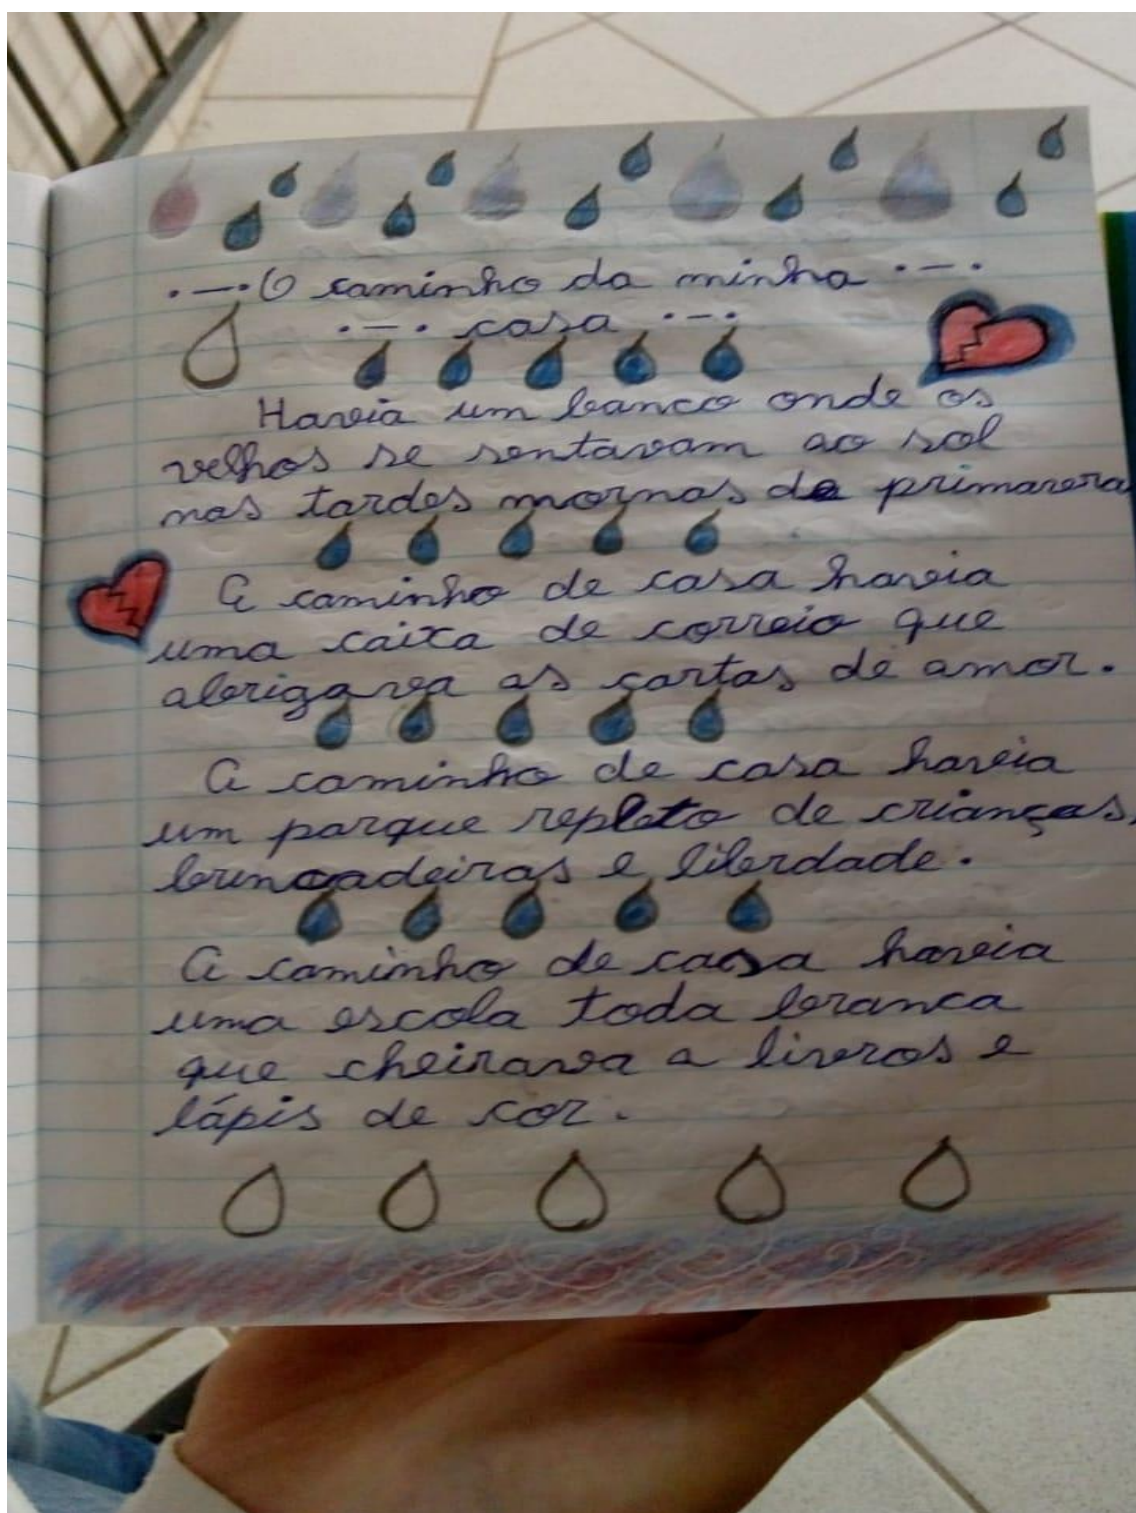 .—. O caminho da minha .—.
.—. casa .—.
Havia um banco onde os
velhos se sentavam ao sol
nas tardes mornas de primavera
A caminho de casa havia
uma caixa de correio que
abrigava as cartas de amor.
A caminho de casa havia
um parque repleto de crianças,
brincadeiras e liberdade.
A caminho de casa havia
uma escola toda branca
que cheirava a livros e
lápis de cor.